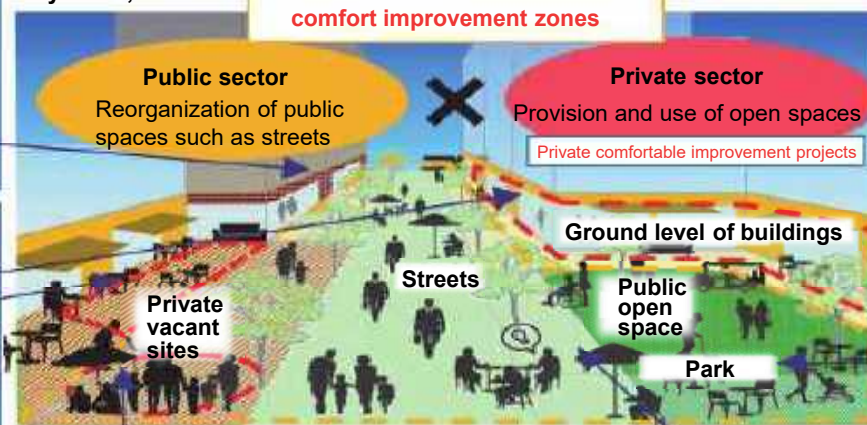 comfort improvement zones
Public sector
Reorganization of public
spaces such as streets
Private sector
Provision and use of open spaces
Private comfortable improvement projects
Ground level of buildings
Streets
Public
open
space
Private
vacant
sites
Park